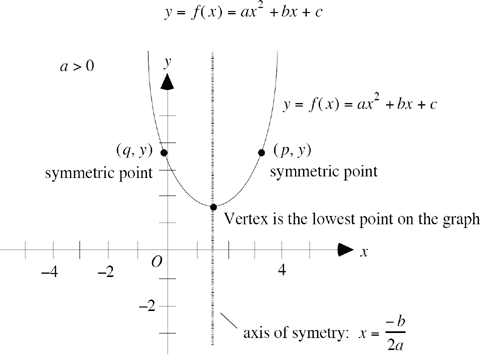 y = f(x) = ax² + bx + c
a > 0
y
y = f(x) = ax² + bx + c
(q, y)
symmetric point
(p, y)
symmetric point
Vertex is the lowest point on the graph
O
x
−4
−2
4
−2
axis of symetry: x = −b/2a